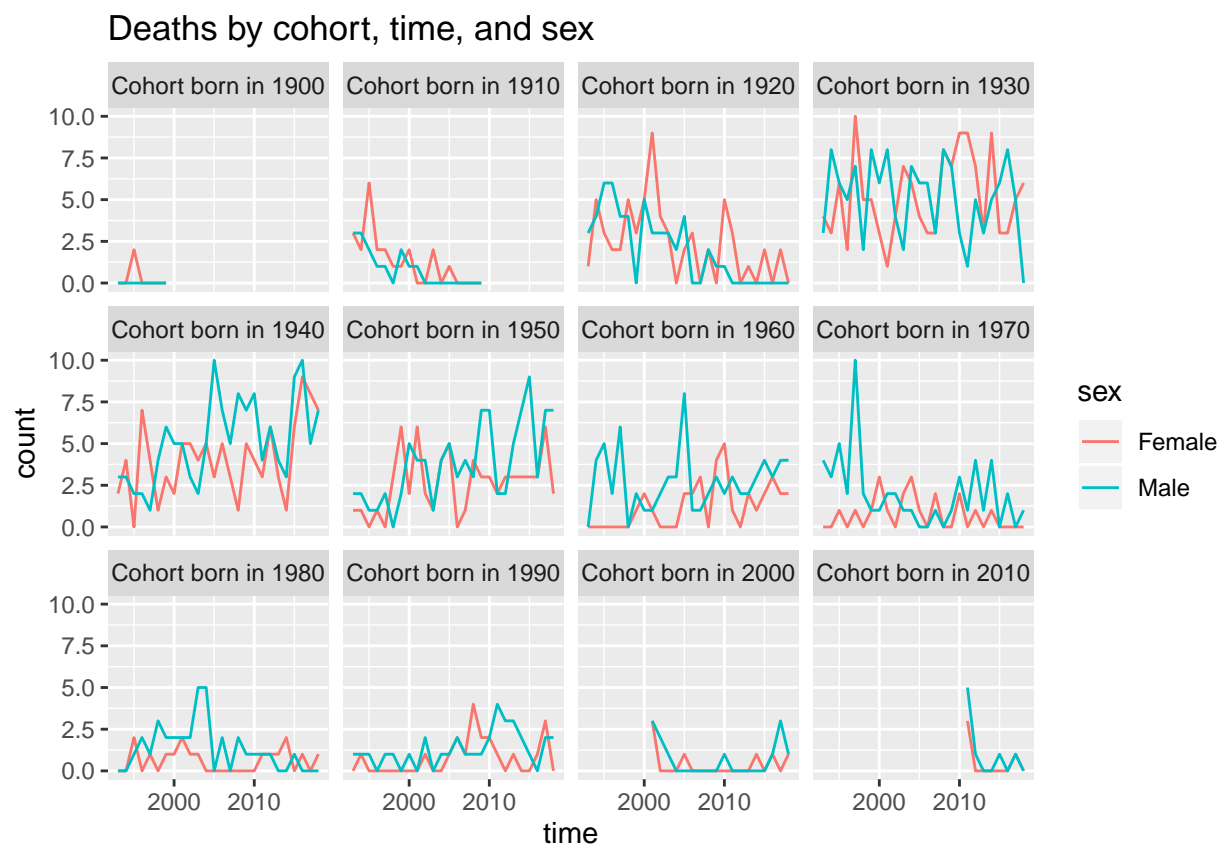 Deaths by cohort, time, and sex
Cohort born in 1900
Cohort born in 1910
Cohort born in 1920
Cohort born in 1930
10.0
7.5
5.0
2.5
0.0
Cohort born in 1940
Cohort born in 1950
Cohort born in 1960
Cohort born in 1970
10.0
7.5
5.0
2.5
0.0
Cohort born in 1980
Cohort born in 1990
Cohort born in 2000
Cohort born in 2010
10.0
7.5
5.0
2.5
0.0
2000 2010
2000 2010
2000 2010
2000 2010
time
count
sex
Female
Male